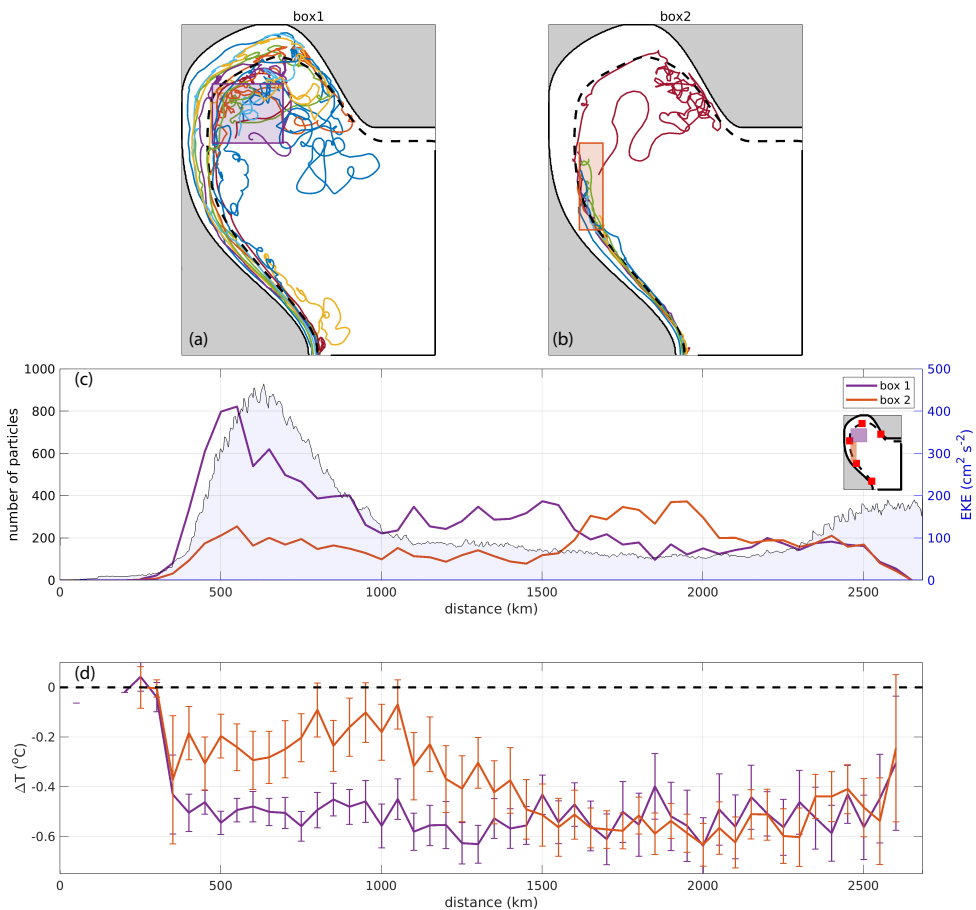 box1
box2
(a)
(b)
(c)
1000
800
600
400
200
0
number of particles
500
400
300
200
100
0
EKE (cm² s⁻²)
box 1
box 2
0
500
1000
1500
2000
2500
distance (km)
(d)
0
-0.2
-0.4
-0.6
ΔT (°C)
0
500
1000
1500
2000
2500
distance (km)